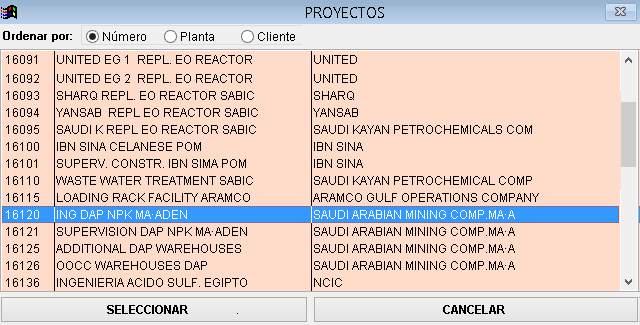 PROYECTOS
Ordenar por: Número Planta Cliente
16091 UNITED EG 1 REPL. EO REACTOR UNITED
16092 UNITED EG 2 REPL. EO REACTOR UNITED
16093 SHARQ REPL. EO REACTOR SABIC SHARQ
16094 YANSAB REPL EO REACTOR SABIC YANSAB
16095 SAUDI K REPL EO REACTOR SABIC SAUDI KAYAN PETROCHEMICALS COM
16100 IBN SINA CELANESE POM IBN SINA
16101 SUPERV. CONSTR. IBN SIMA POM IBN SINA
16110 WASTE WATER TREATMENT SABIC SAUDI KAYAN PETROCHEMICAL COMP
16115 LOADING RACK FACILITY ARAMCO ARAMCO GULF OPERATIONS COMPANY
16120 ING DAP NPK MA·ADEN SAUDI ARABIAN MINING COMP.MA·A
16121 SUPERVISION DAP NPK MA·ADEN SAUDI ARABIAN MINING COMP.MA·A
16125 ADDITIONAL DAP WAREHOUSES SAUDI ARABIAN MINING COMP.MA·A
16126 OOCC WAREHOUSES DAP SAUDI ARABIAN MINING COMP.MA·A
16136 INGENIERIA ACIDO SULF. EGIPTO NCIC
SELECCIONAR . CANCELAR